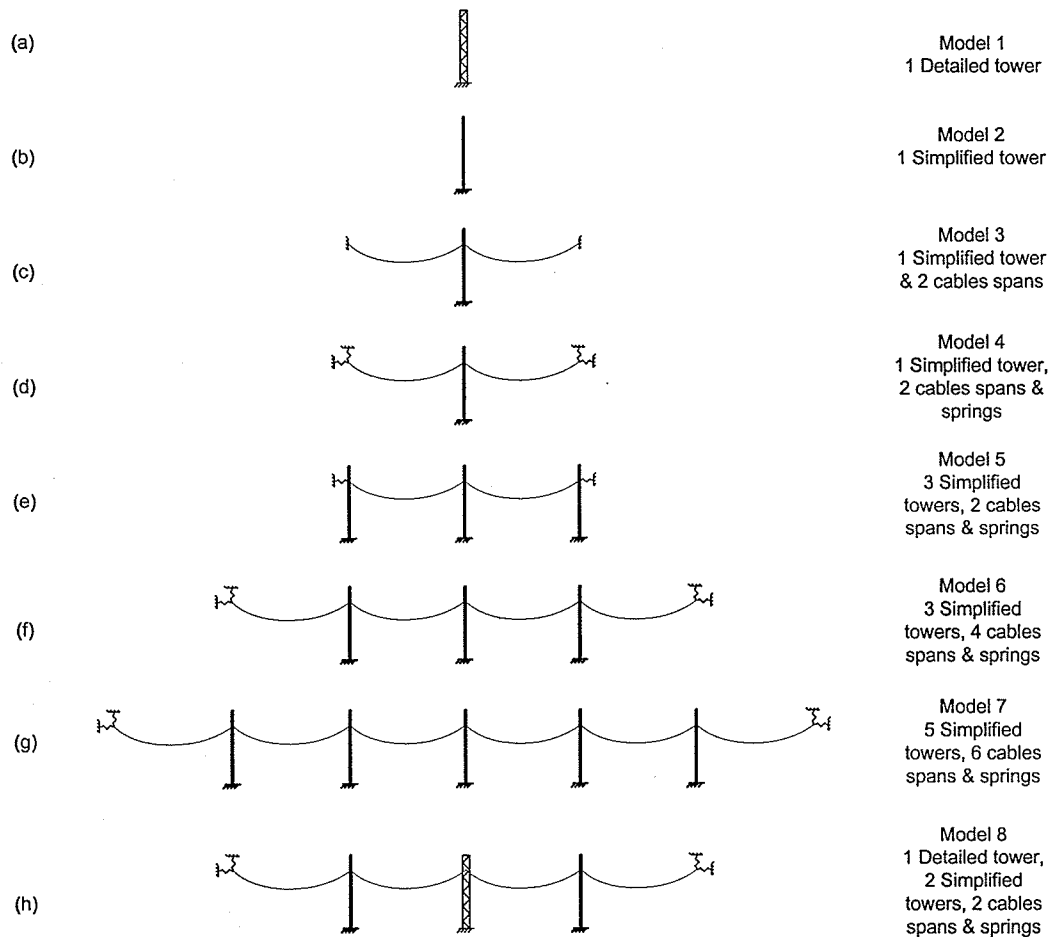 (a)
Model 1
1 Detailed tower
(b)
Model 2
1 Simplified tower
(c)
Model 3
1 Simplified tower
& 2 cables spans
(d)
Model 4
1 Simplified tower,
2 cables spans &
springs
(e)
Model 5
3 Simplified
towers, 2 cables
spans & springs
(f)
Model 6
3 Simplified
towers, 4 cables
spans & springs
(g)
Model 7
5 Simplified
towers, 6 cables
spans & springs
(h)
Model 8
1 Detailed tower,
2 Simplified
towers, 2 cables
spans & springs